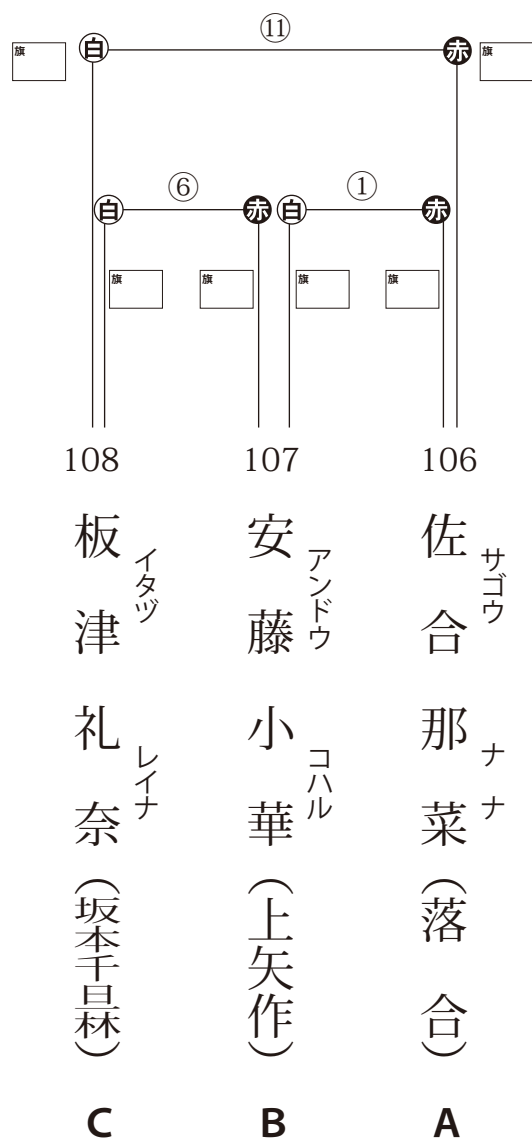 ⑪
旗 白 赤 旗
⑥ ①
白 赤 白 赤
旗 旗 旗 旗
106
サゴウ ナナ
佐合那菜（落合）
A
107
アンドウ コハル
安藤小華（上矢作）
B
108
イタヅ レイナ
板津礼奈（坂本千旦林）
C